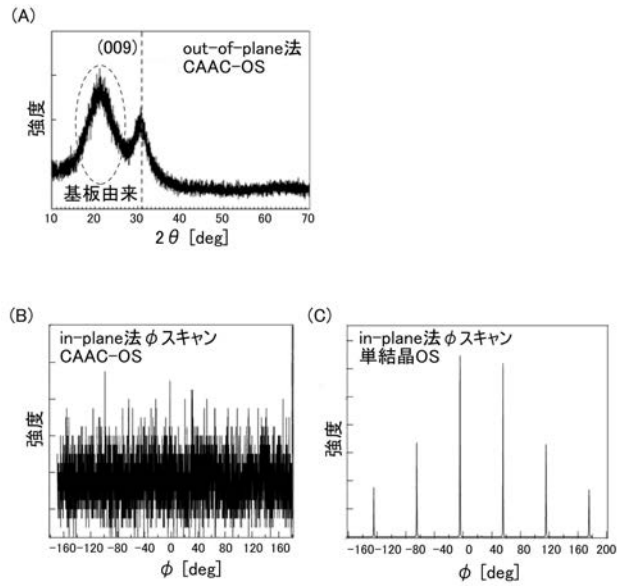 (A)
(009)
out-of-plane法
CAAC-OS
強度
基板由来
10 20 30 40 50 60 70
2θ [deg]
(B)
in-plane法φスキャン
CAAC-OS
強度
-160 -80 0 40 80 120 160
φ [deg]
(C)
in-plane法φスキャン
単結晶OS
強度
-160 -120 -80 -40 0 40 80 120 160 200
φ [deg]